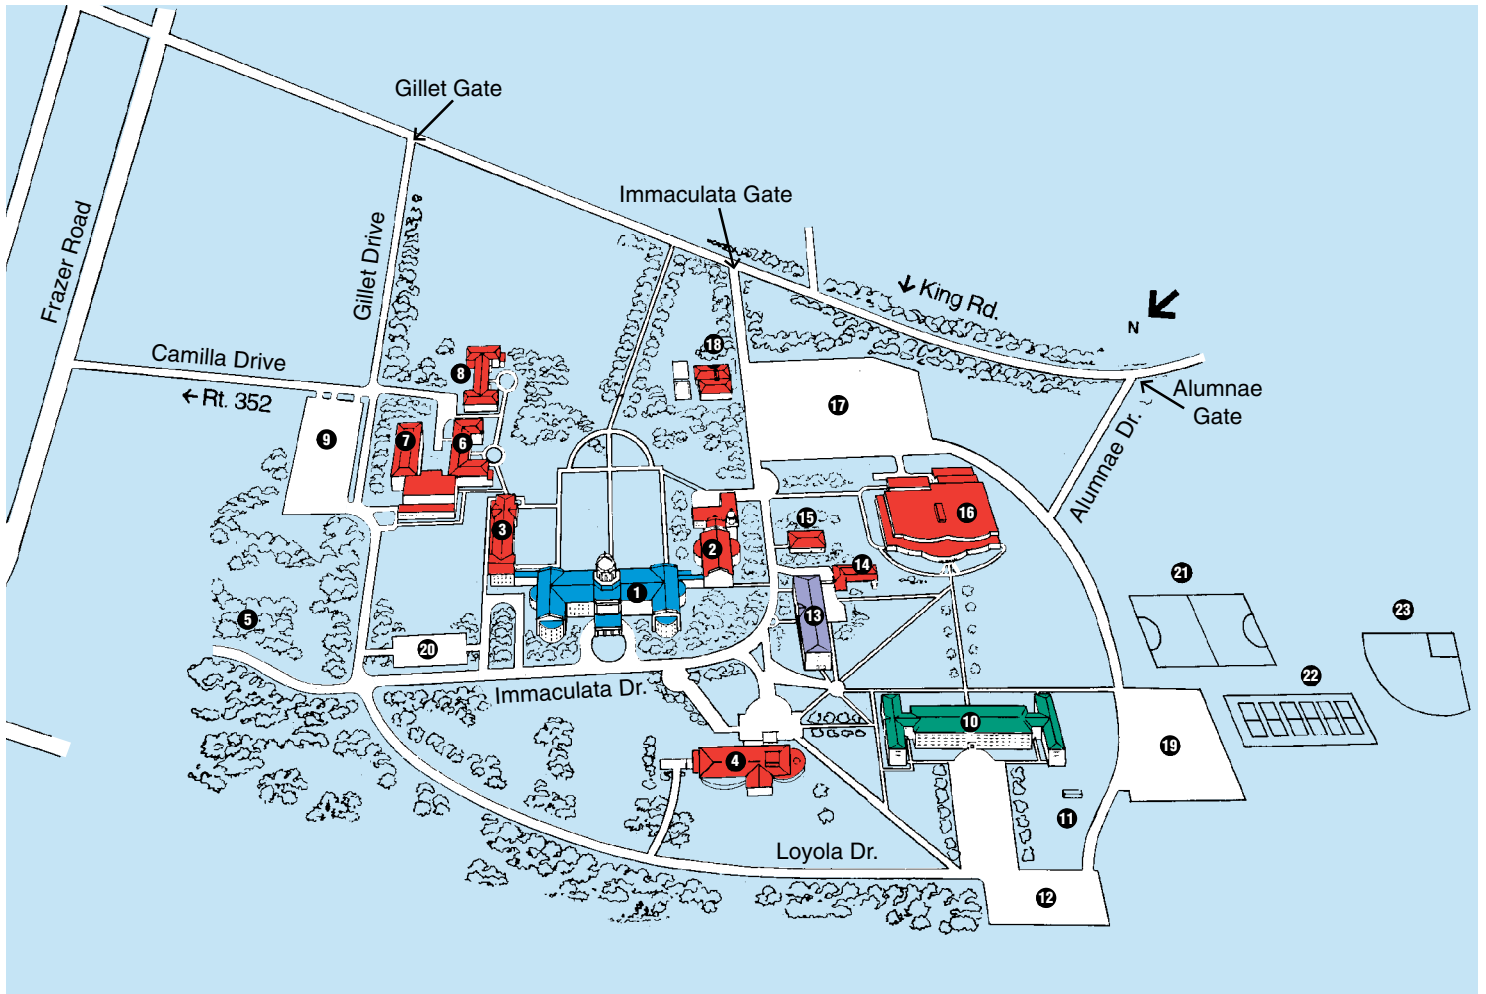 Gillet Gate
Immaculata Gate
Frazer Road
Gillet Drive
King Rd.
N
18
Camilla Drive
8
Alumnae
Gate
Rt. 352
17
9
7
6
Alumnae Dr.
3
15
16
2
14
21
1
13
23
5
20
22
Immaculata Dr.
10
19
4
11
Loyola Dr.
12